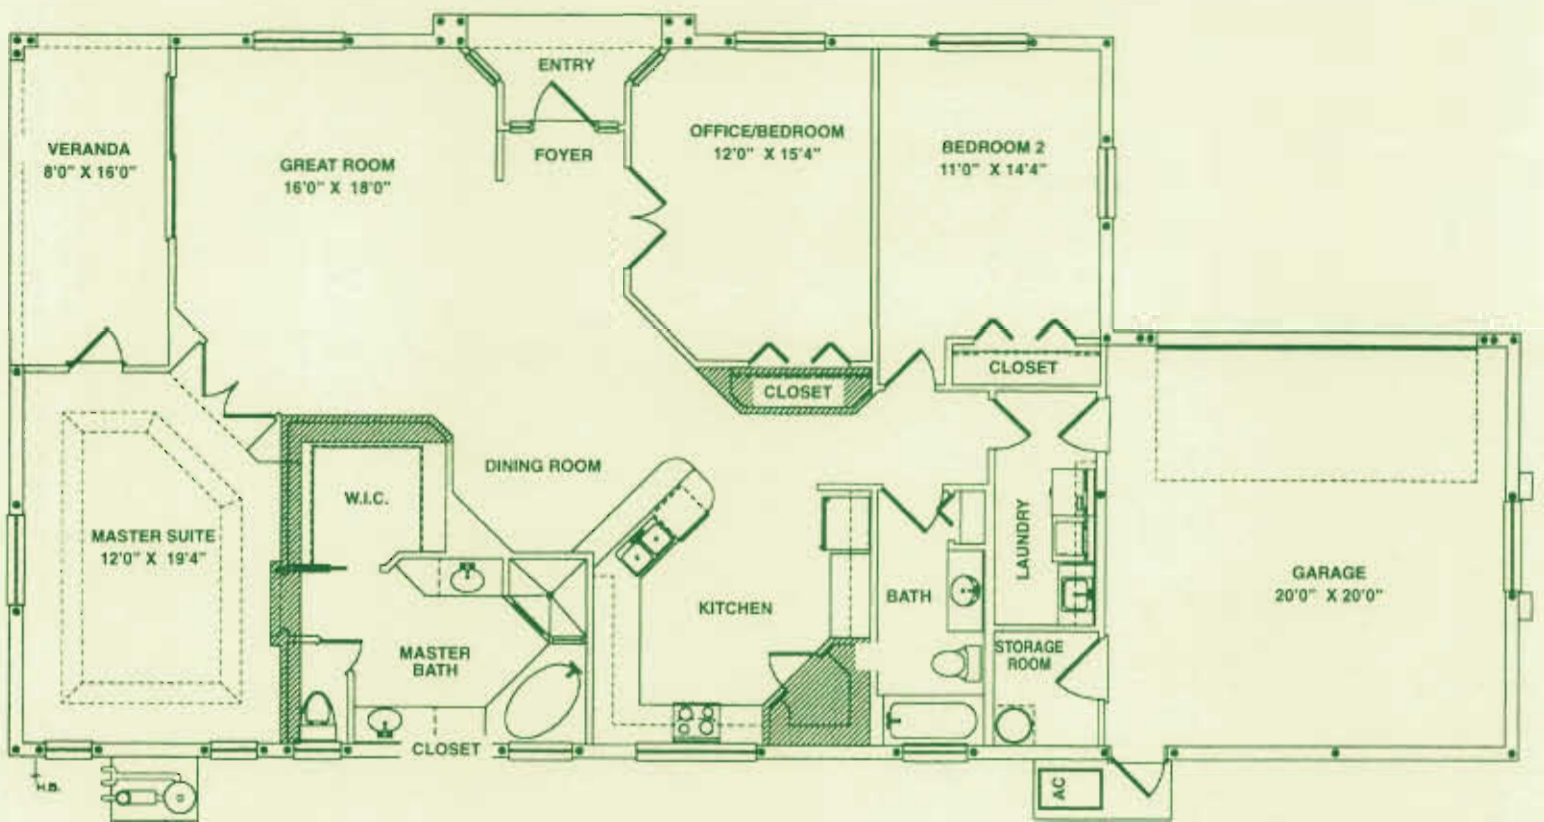 ENTRY
VERANDA
8'0" X 16'0"
GREAT ROOM
16'0" X 18'0"
FOYER
OFFICE/BEDROOM
12'0" X 15'4"
BEDROOM 2
11'0" X 14'4"
CLOSET
CLOSET
DINING ROOM
W.I.C.
MASTER SUITE
12'0" X 19'4"
LAUNDRY
GARAGE
20'0" X 20'0"
KITCHEN
BATH
MASTER
BATH
STORAGE
ROOM
CLOSET
H.B.
AC